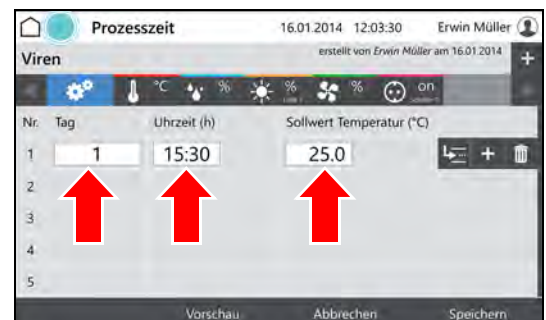 Prozesszeit 16.01.2014 12:03:30 Erwin Müller
Viren erstellt von Erwin Müller am 16.01.2014 +
°C % % % on
Nr. Tag Uhrzeit (h) Sollwert Temperatur (°C)
1 1 15:30 25.0 +
2
3
4
5
Vorschau Abbrechen Speichern